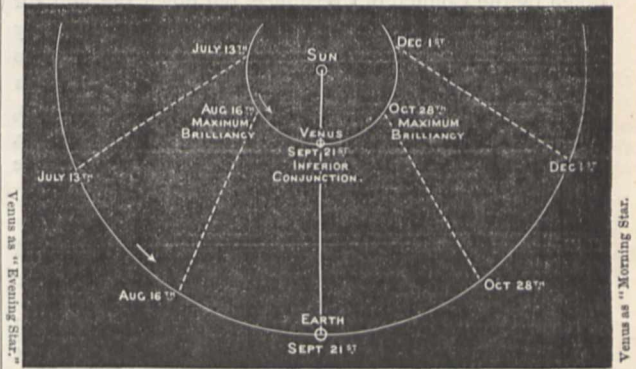 SUN
JULY 13TH
DEC 1ST
AUG 16TH
MAXIMUM
BRILLIANCY
OCT 28TH
MAXIMUM
BRILLIANCY
VENUS
SEPT 21ST
INFERIOR
CONJUNCTION.
JULY 13TH
DEC 1ST
AUG 16TH
OCT 28TH
EARTH
SEPT 21ST
Venus as "Evening Star."
Venus as "Morning Star.